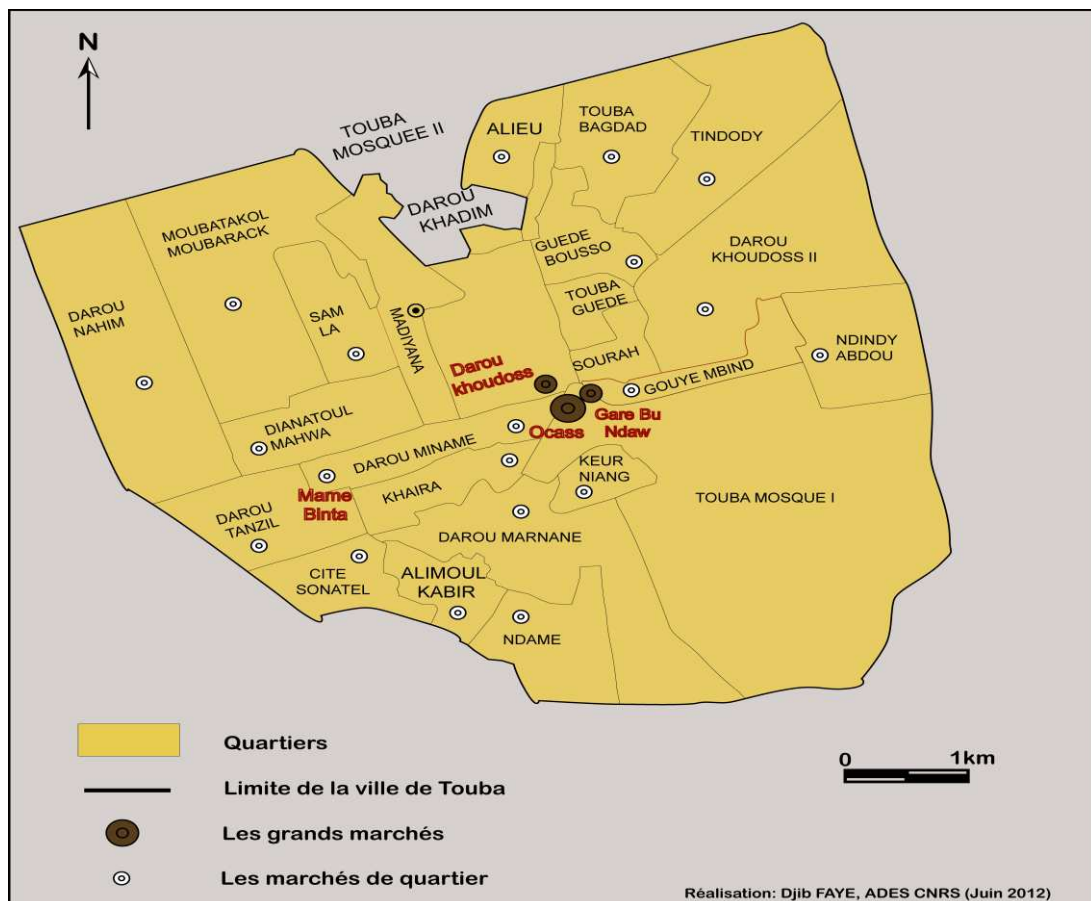 N
TOUBA
MOSQUEE II
ALIEU
TOUBA
BAGDAD
TINDODY
DAROU
KHADIM
MOUBATAKOL
MOUBARACK
GUEDE
BOUSSO
DAROU
KHOUDOSS II
DAROU
NAHIM
SAM
LA
MADIYANA
TOUBA
GUEDE
NDINDY
ABDOU
Darou
khoudoss
SOURAH
GOUYE MBIND
Gare Bu
Ndaw
Ocass
DIANATOUL
MAHWA
DAROU MINAME
KEUR
NIANG
Mame
Binta
KHAIRA
TOUBA MOSQUE I
DAROU
TANZIL
DAROU MARNANE
CITE
SONATEL
ALIMOUL
KABIR
NDAME
Quartiers
0 1km
Limite de la ville de Touba
Les grands marchés
Les marchés de quartier
Réalisation: Djib FAYE, ADES CNRS (Juin 2012)